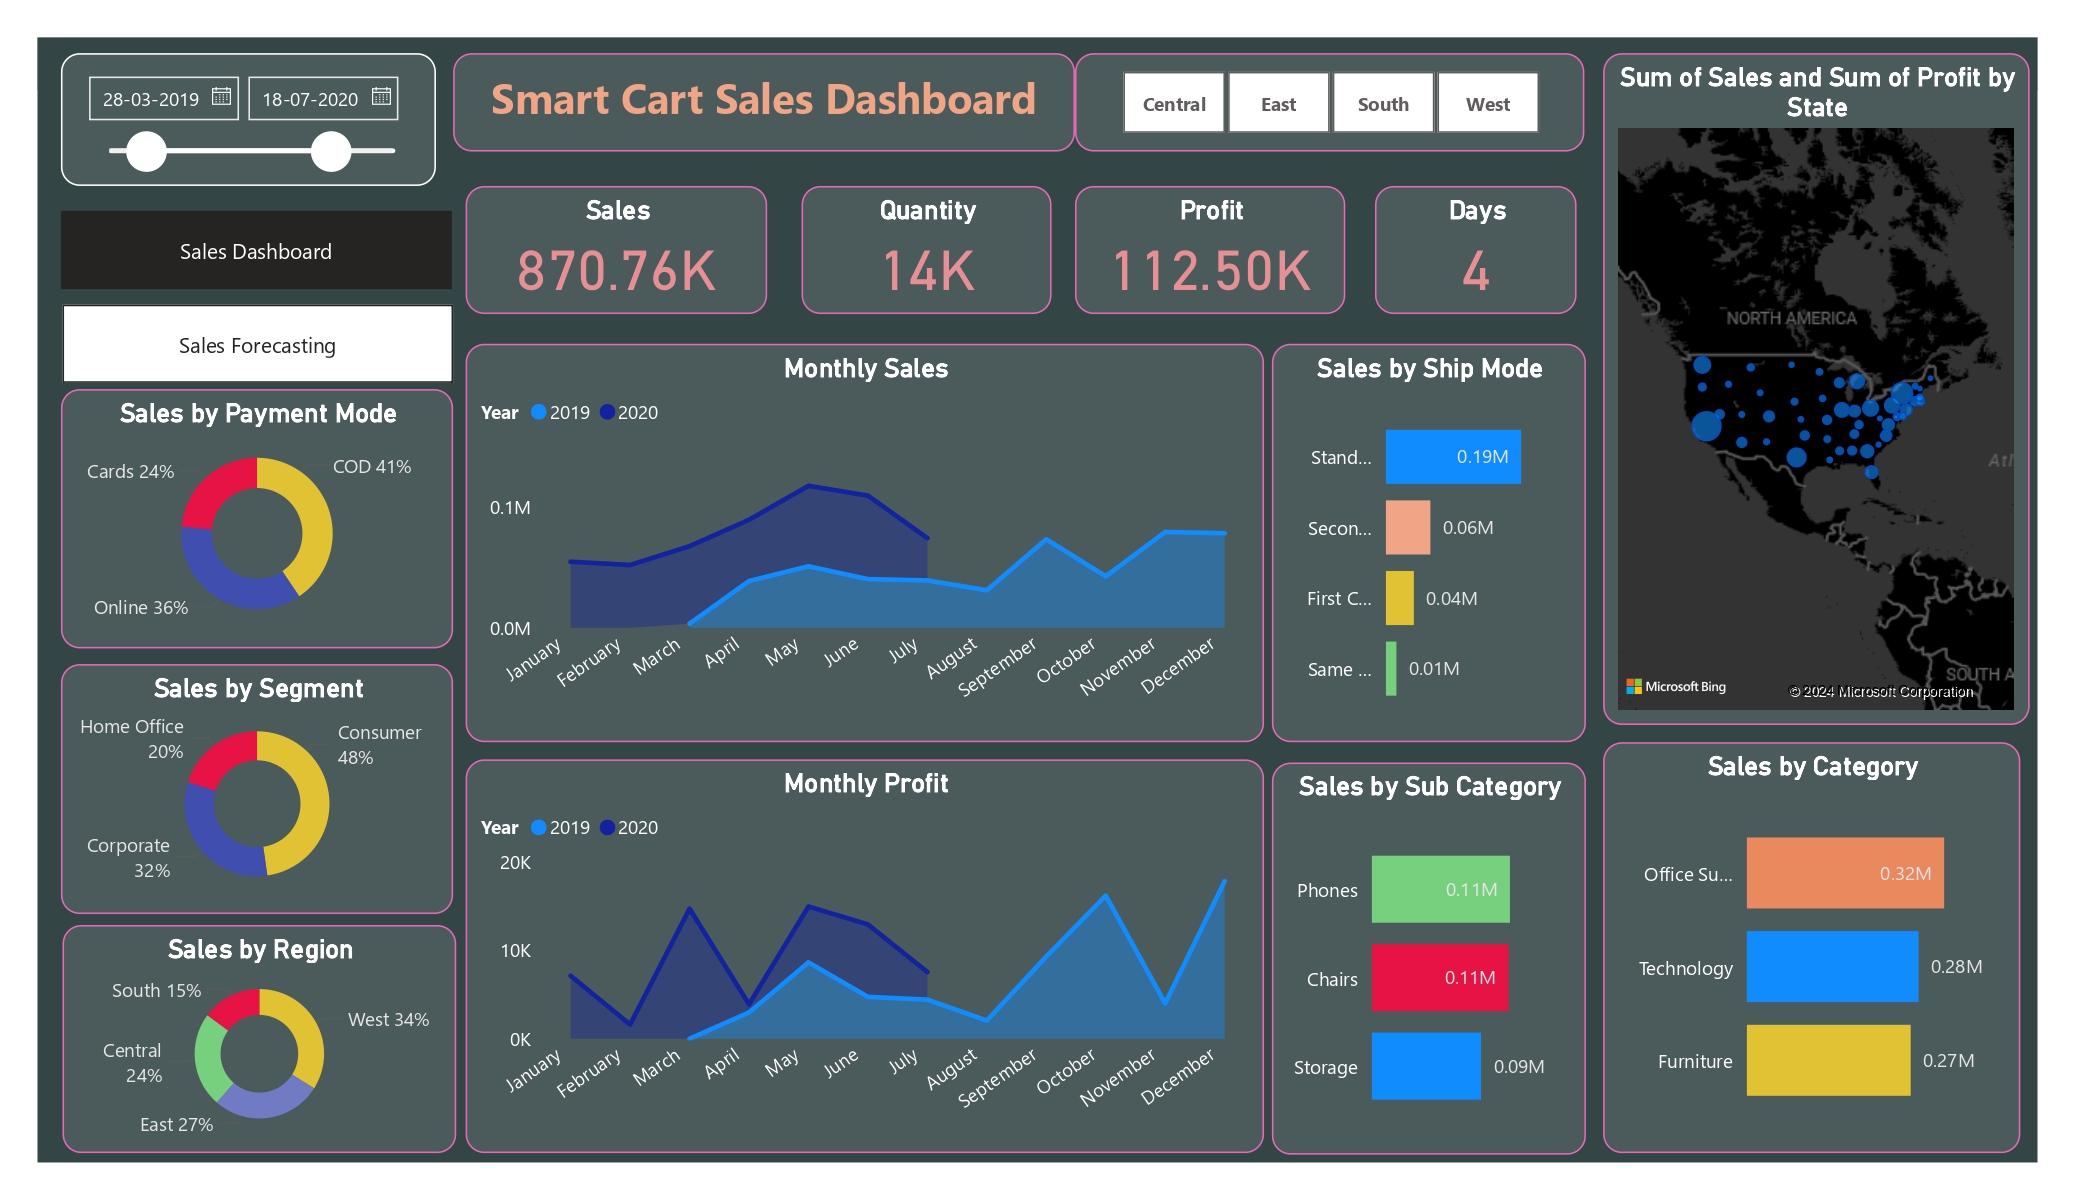 28-03-2019
18-07-2020
Smart Cart Sales Dashboard
Central
East
South
West
Sum of Sales and Sum of Profit by
State
Sales Dashboard
Sales Forecasting
Sales
870.76K
Quantity
14K
Profit
112.50K
Days
4
Sales by Payment Mode
Cards 24%
COD 41%
Online 36%
Sales by Segment
Home Office
20%
Consumer
48%
Corporate
32%
Sales by Region
South 15%
West 34%
Central
24%
East 27%
Monthly Sales
Year 2019 2020
0.1M
0.0M
January
February
March
April
May
June
July
August
September
October
November
December
Monthly Profit
Year 2019 2020
20K
10K
0K
January
February
March
April
May
June
July
August
September
October
November
December
Sales by Ship Mode
Stand... 0.19M
Secon... 0.06M
First C... 0.04M
Same ... 0.01M
Sales by Sub Category
Phones 0.11M
Chairs 0.11M
Storage 0.09M
NORTH AMERICA
Atl
SOUTH A
Microsoft Bing
© 2024 Microsoft Corporation
Sales by Category
Office Su... 0.32M
Technology 0.28M
Furniture 0.27M